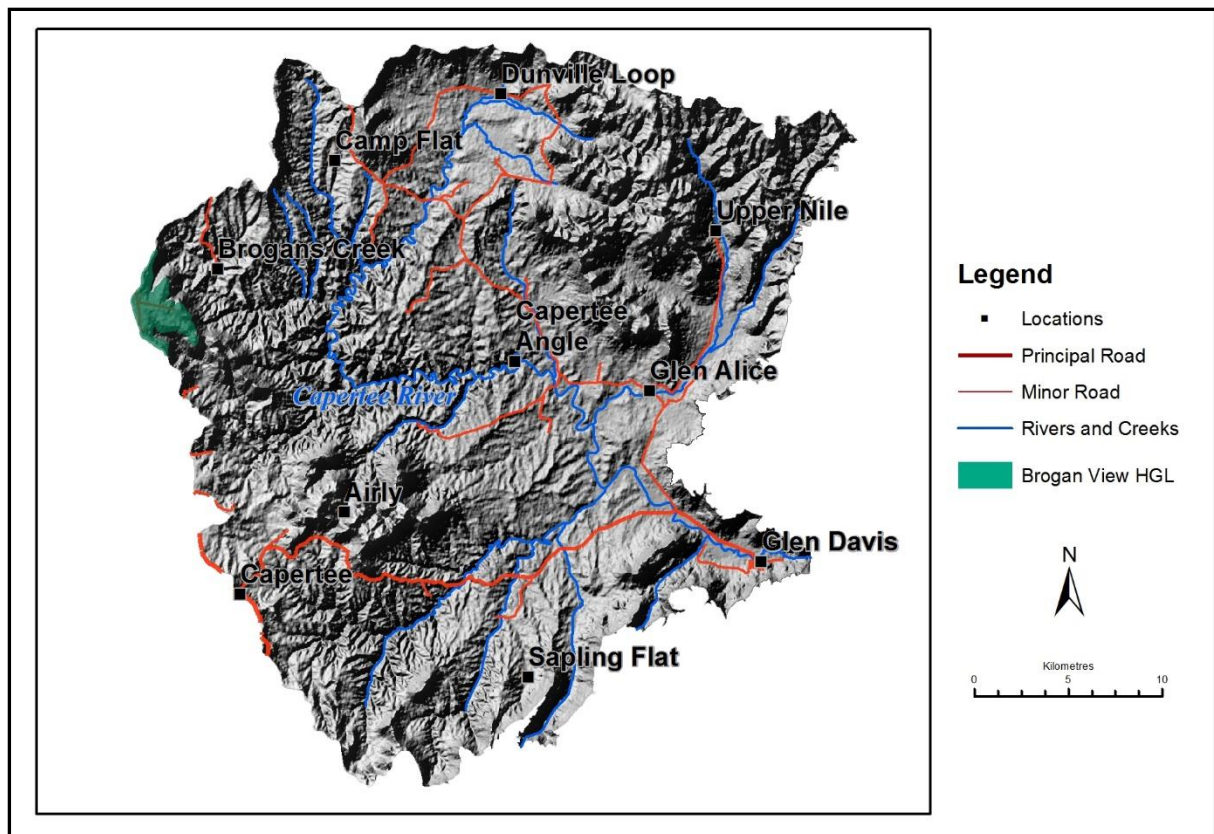 Dunville Loop
Camp Flat
Upper Nile
Brogans Creek
Capertee
Angle
Glen Alice
Capertee River
Airly
Glen Davis
Capertee
Sapling Flat
Legend
Locations
Principal Road
Minor Road
Rivers and Creeks
Brogan View HGL
N
Kilometres
0 5 10